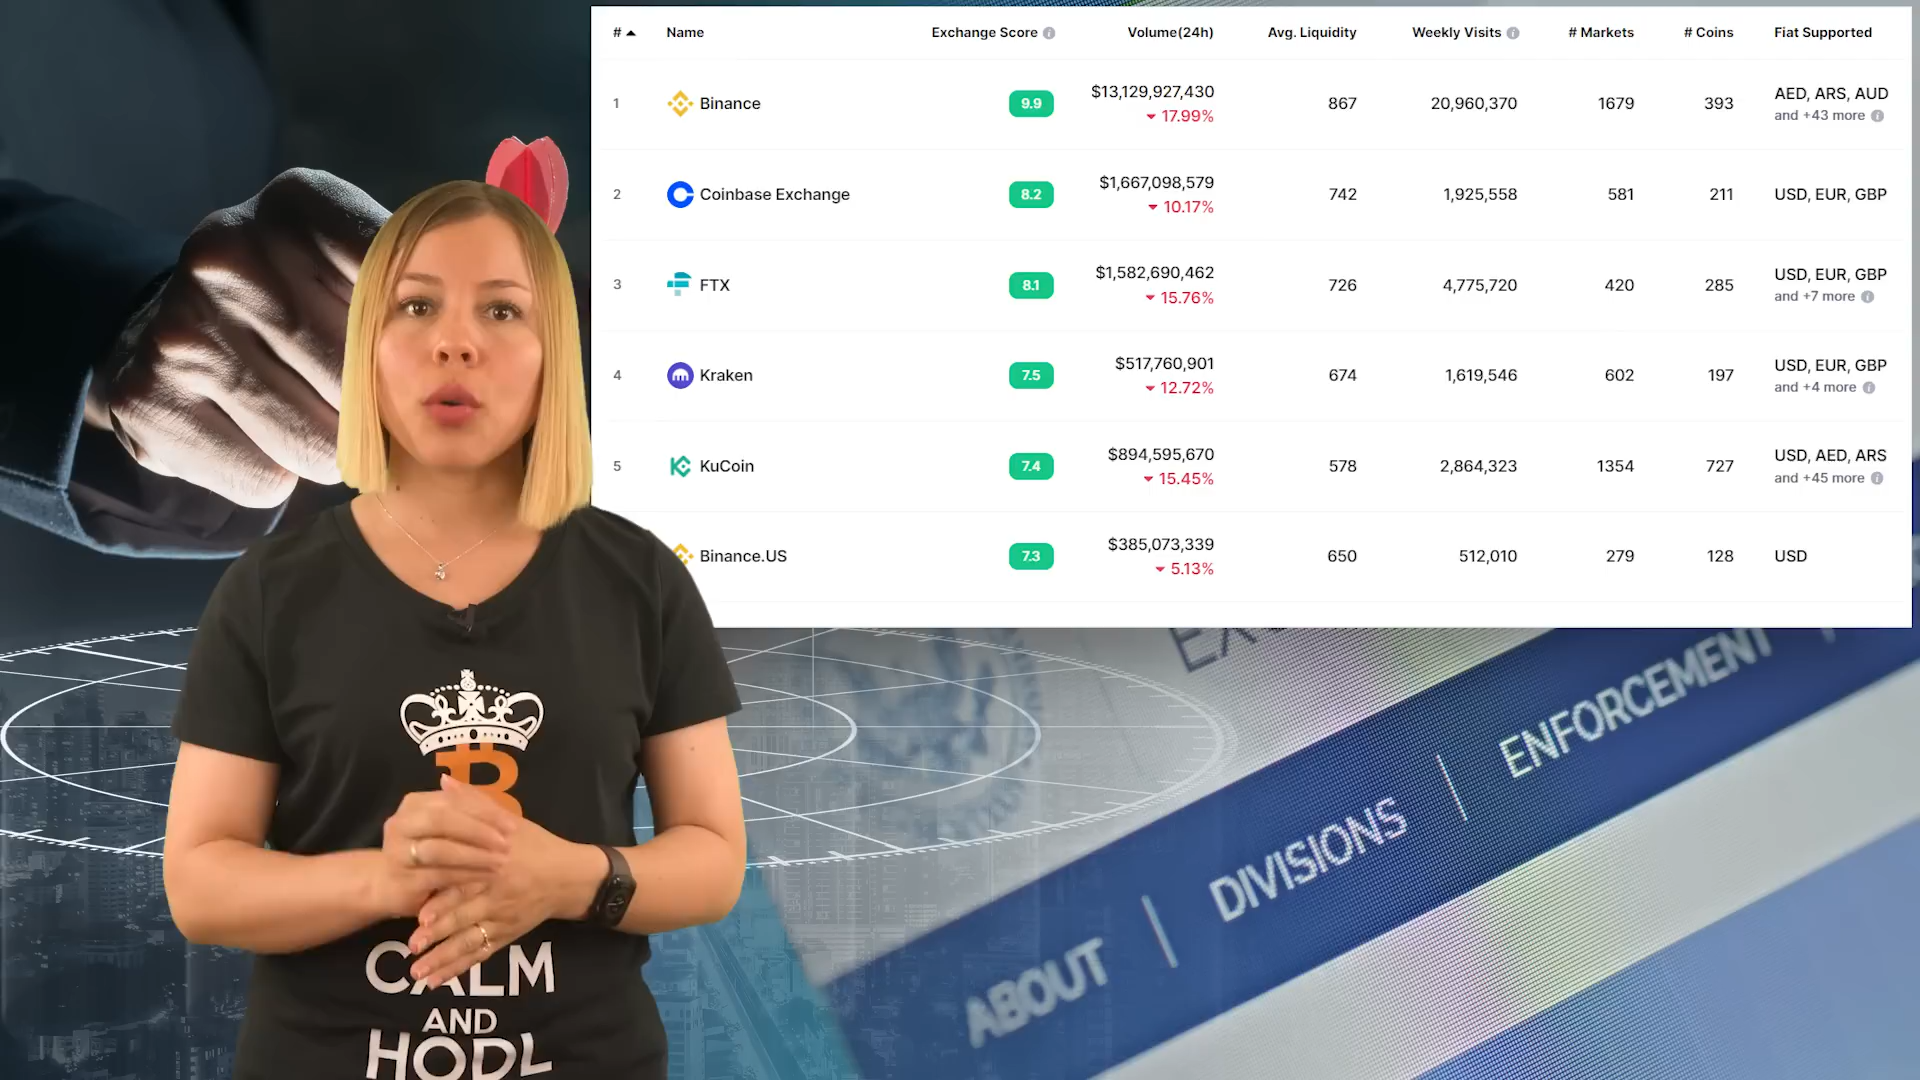 # Name Exchange Score Volume(24h) Avg. Liquidity Weekly Visits # Markets # Coins Fiat Supported
1 Binance 9.9 $13,129,927,430 867 20,960,370 1679 393 AED, ARS, AUD
17.99% and +43 more
2 Coinbase Exchange 8.2 $1,667,098,579 742 1,925,558 581 211 USD, EUR, GBP
10.17%
3 FTX 8.1 $1,582,690,462 726 4,775,720 420 285 USD, EUR, GBP
15.76% and +7 more
4 Kraken 7.5 $517,760,901 674 1,619,546 602 197 USD, EUR, GBP
12.72% and +4 more
5 KuCoin 7.4 $894,595,670 578 2,864,323 1354 727 USD, AED, ARS
15.45% and +45 more
Binance.US 7.3 $385,073,339 650 512,010 279 128 USD
5.13%
ABOUT | DIVISIONS | ENFORCEMENT |
CALM
AND
HODL